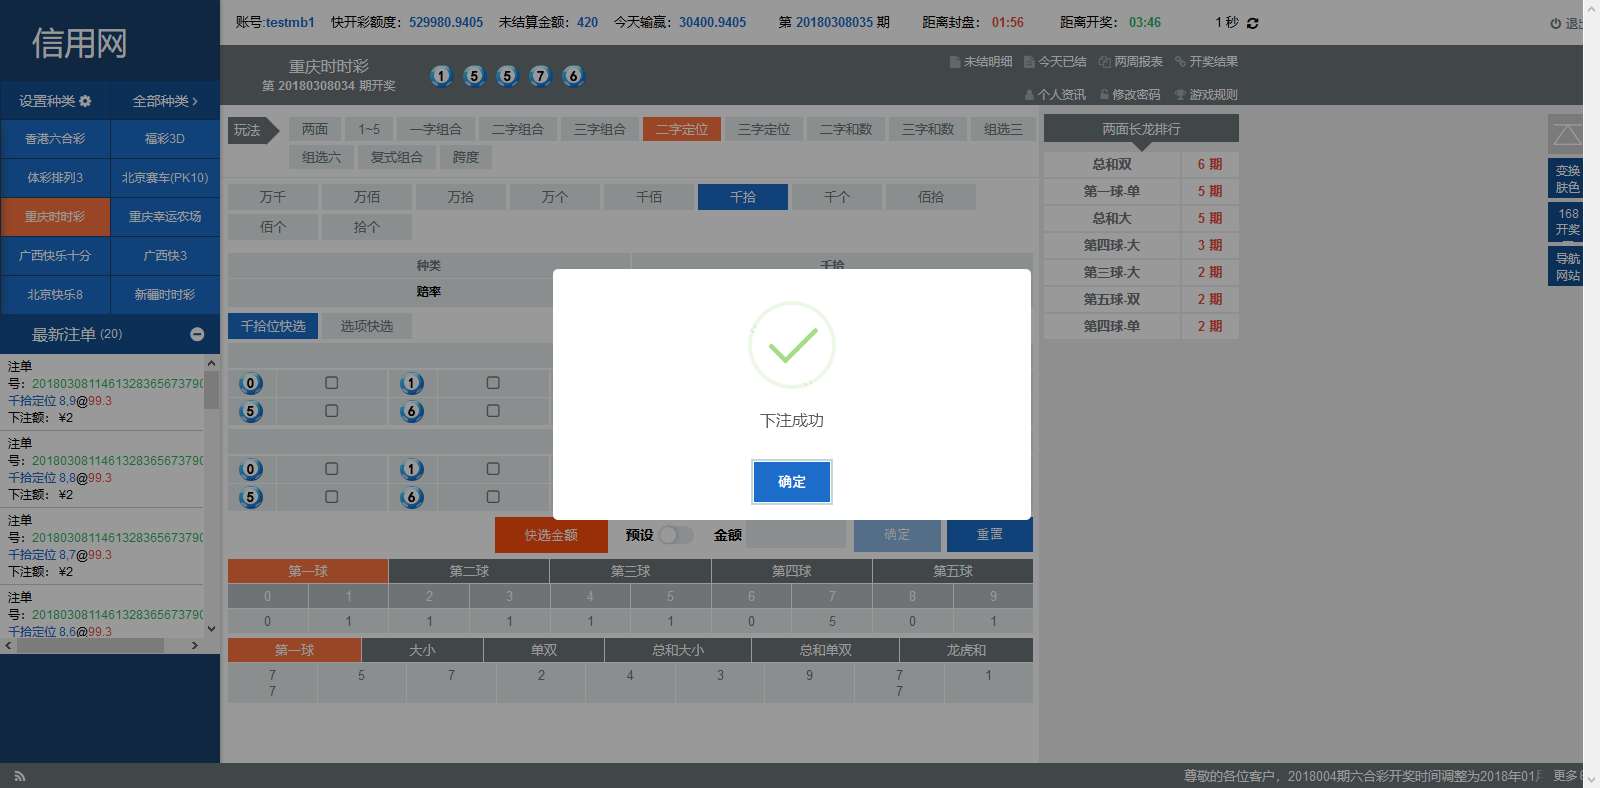 信用网
账号:testmb1 快开彩额度：529980.9405 未结算金额：420 今天输赢：30400.9405 第 20180308035 期 距离封盘： 01:56 距离开奖： 03:46 1 秒
重庆时时彩
第 20180308034 期开奖
1 5 5 7 6
未结明细 今天已结 两周报表 开奖结果
个人资讯 修改密码 游戏规则
设置种类 全部种类
香港六合彩 福彩3D
体彩排列3 北京赛车(PK10)
重庆时时彩 重庆幸运农场
广西快乐十分 广西快3
北京快乐8 新疆时时彩
最新注单 (20)
注单
号：2018030811461328365673790
千拾定位 8,9@99.3
下注额： ¥2
注单
号：2018030811461328365673790
千拾定位 8,8@99.3
下注额： ¥2
注单
号：2018030811461328365673790
千拾定位 8,7@99.3
下注额： ¥2
注单
号：2018030811461328365673790
千拾定位 8,6@99.3
玩法 两面 1~5 一字组合 二字组合 三字组合 二字定位 三字定位 二字和数 三字和数 组选三
组选六 复式组合 跨度
万千 万佰 万拾 万个 千佰 千拾 千个 佰拾
佰个 拾个
种类 千拾
赔率
千拾位快选 选项快选
0 1
5 6
0 1
5 6
下注成功
确定
快选金额 预设 金额 确定 重置
第一球 第二球 第三球 第四球 第五球
0 1 2 3 4 5 6 7 8 9
0 1 1 1 1 1 0 5 0 1
第一球 大小 单双 总和大小 总和单双 龙虎和
7 5 7 2 4 3 9 7 1
7 7
两面长龙排行
总和双 6 期
第一球-单 5 期
总和大 5 期
第四球-大 3 期
第三球-大 2 期
第五球-双 2 期
第四球-单 2 期
变换
肤色
168
开奖
导航
网站
尊敬的各位客户，2018004期六合彩开奖时间调整为2018年01 更多